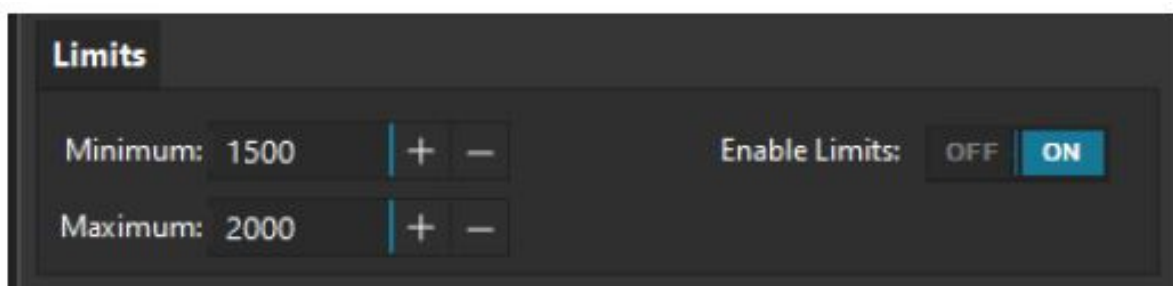 Limits
Minimum: 1500 + − Enable Limits: OFF ON
Maximum: 2000 + −